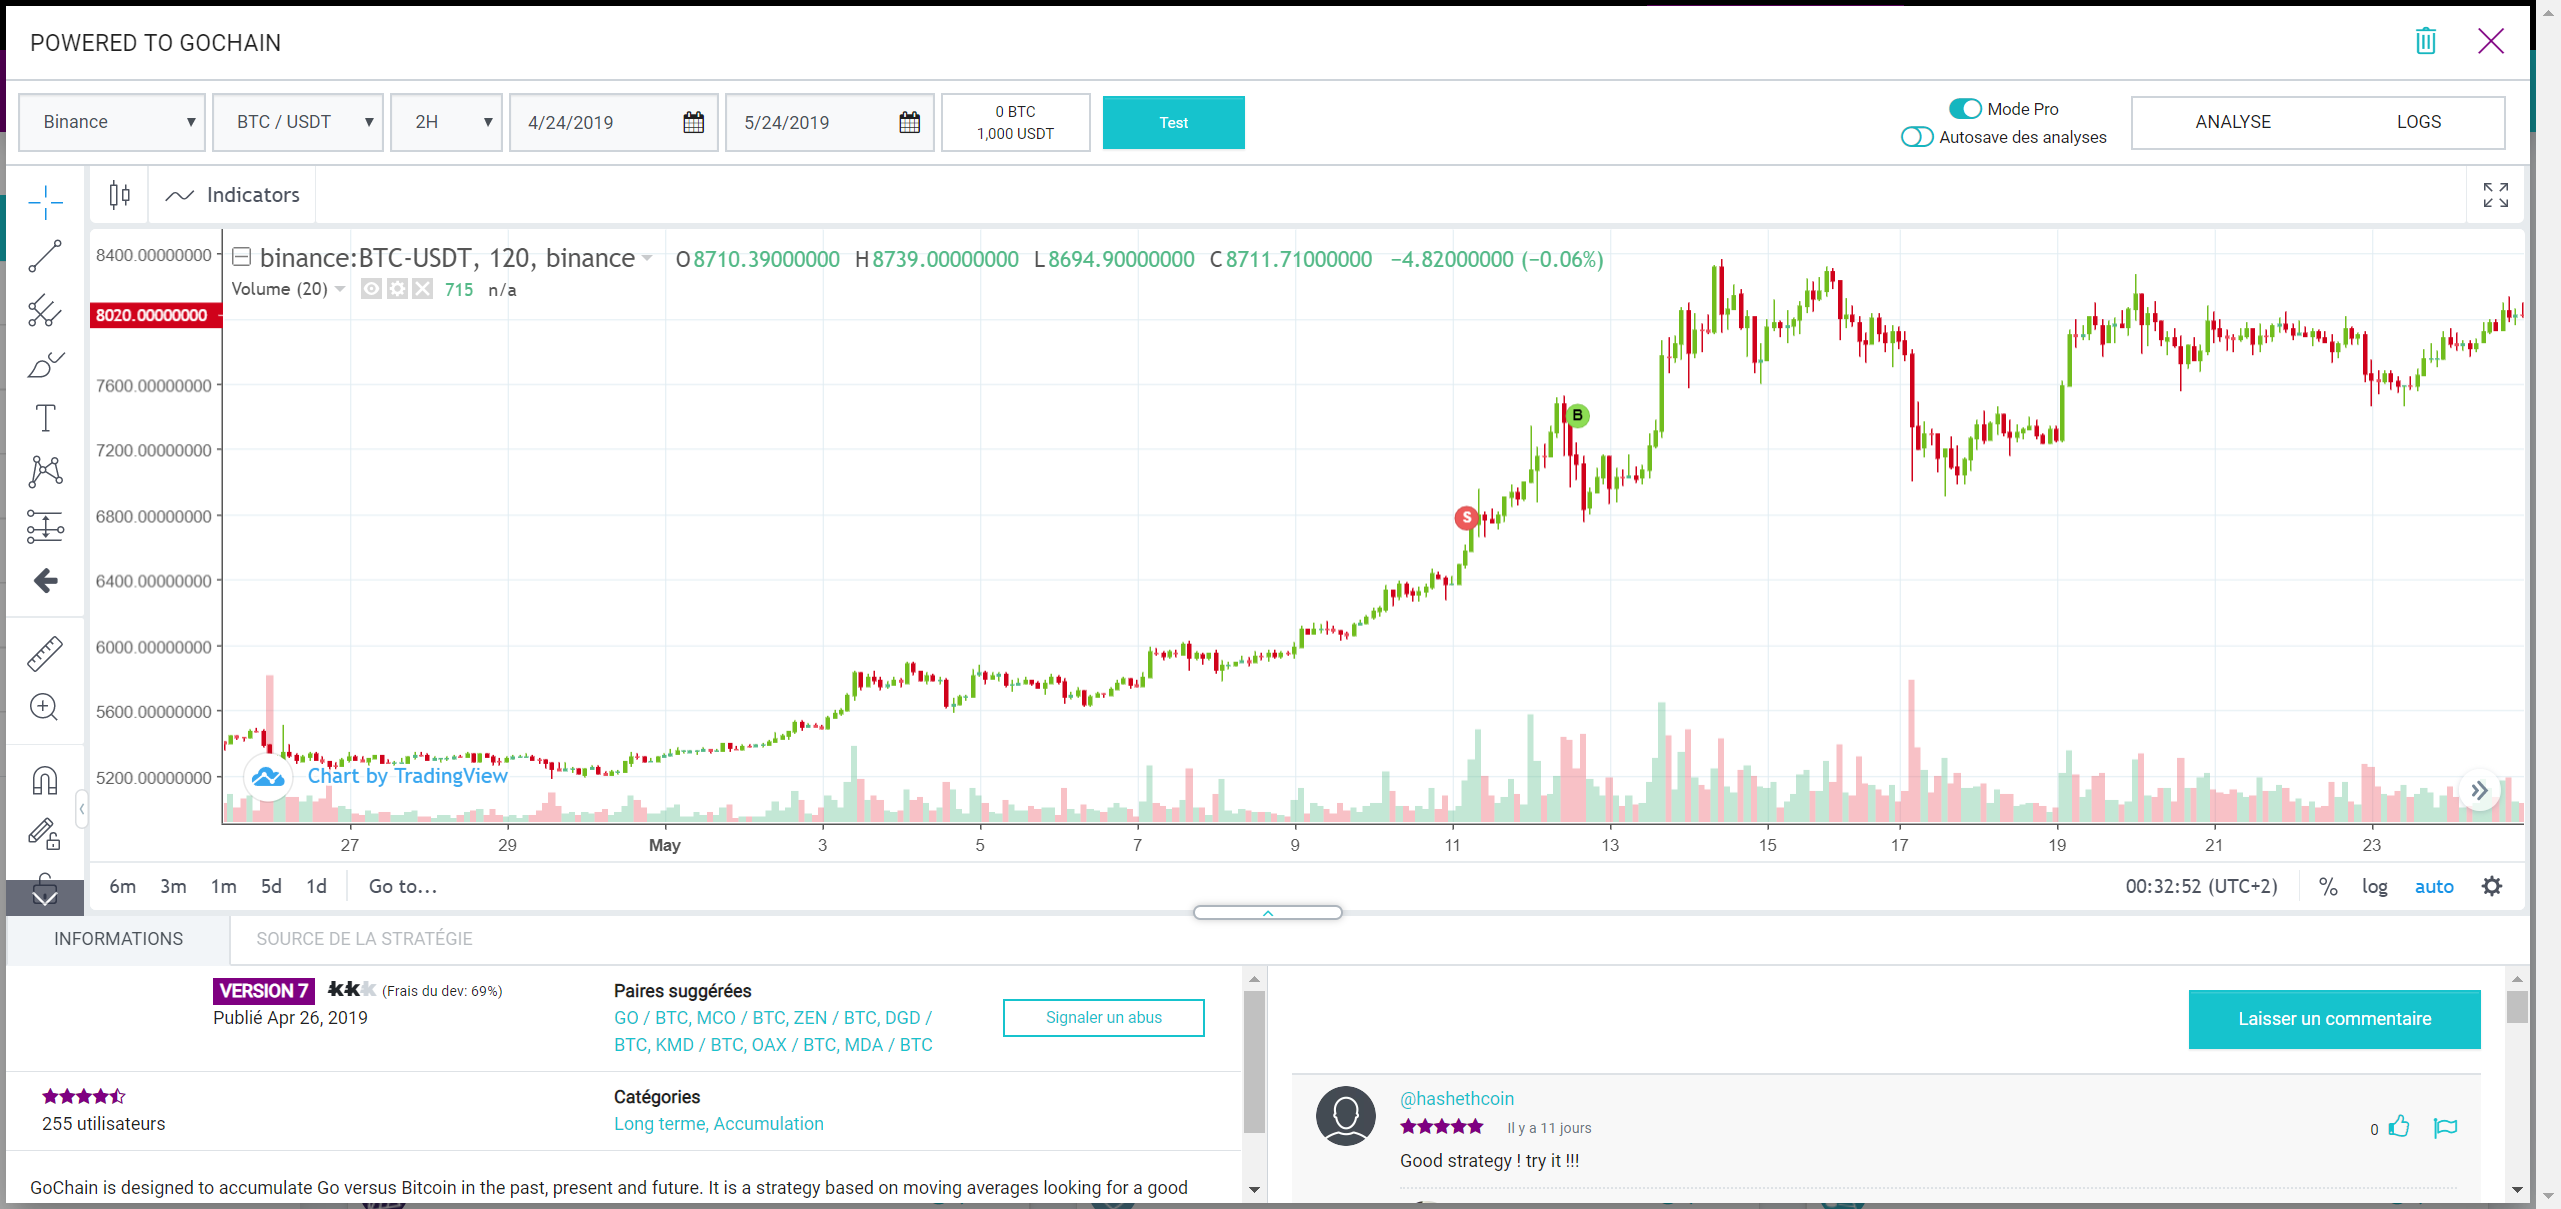 POWERED TO GOCHAIN
Binance
BTC / USDT
2H
4/24/2019
5/24/2019
0 BTC
1,000 USDT
Test
Mode Pro
Autosave des analyses
ANALYSE
LOGS
Indicators
binance:BTC-USDT, 120, binance
O8710.39000000 H8739.00000000 L8694.90000000 C8711.71000000 −4.82000000 (−0.06%)
Volume (20)
715 n/a
8400.00000000
8020.00000000
7600.00000000
7200.00000000
6800.00000000
6400.00000000
6000.00000000
5600.00000000
5200.00000000
B
S
Chart by TradingView
27 29 May 3 5 7 9 11 13 15 17 19 21 23
6m 3m 1m 5d 1d Go to...
00:32:52 (UTC+2) % log auto
INFORMATIONS
SOURCE DE LA STRATÉGIE
VERSION 7
(Frais du dev: 69%)
Publié Apr 26, 2019
Paires suggérées
GO / BTC, MCO / BTC, ZEN / BTC, DGD /
BTC, KMD / BTC, OAX / BTC, MDA / BTC
Signaler un abus
255 utilisateurs
Catégories
Long terme, Accumulation
GoChain is designed to accumulate Go versus Bitcoin in the past, present and future. It is a strategy based on moving averages looking for a good
Laisser un commentaire
@hashethcoin
Il y a 11 jours
0
Good strategy ! try it !!!